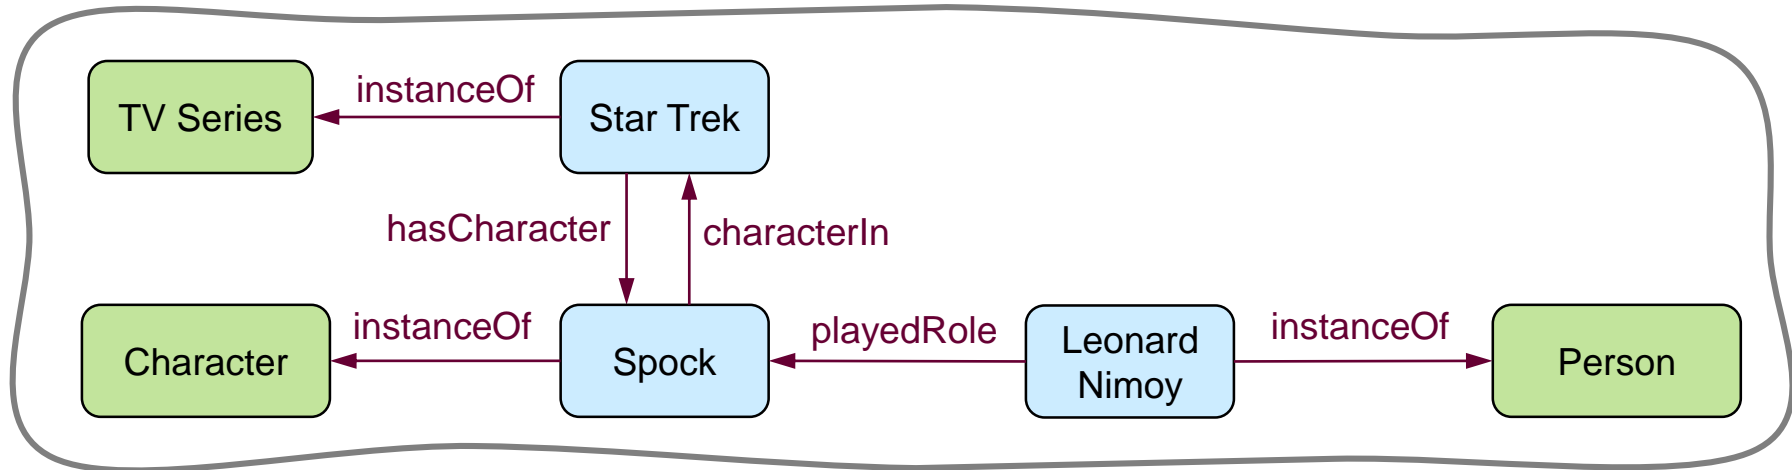 TV Series
instanceOf
Star Trek
hasCharacter
characterIn
Character
instanceOf
Spock
playedRole
Leonard
Nimoy
instanceOf
Person